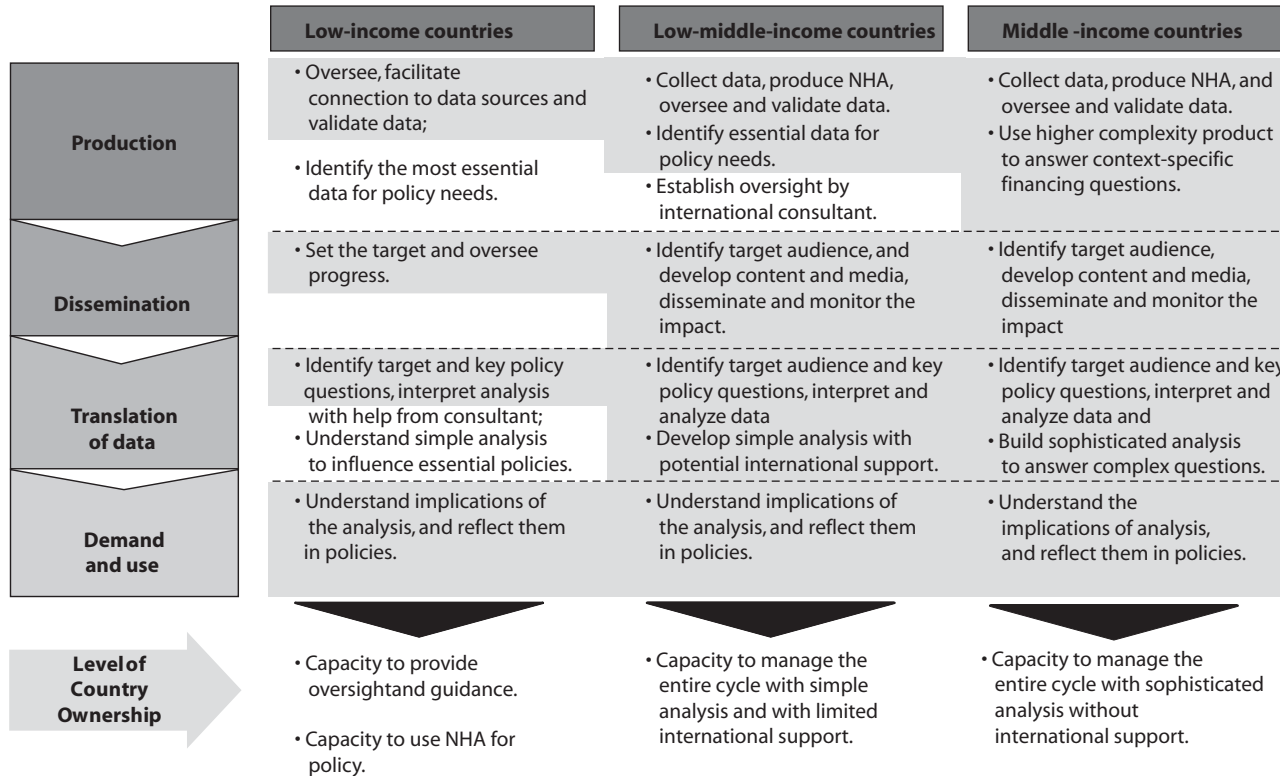 Low-income countries
Low-middle-income countries
Middle -income countries
Production
• Oversee, facilitate
connection to data sources and
validate data;
• Identify the most essential
data for policy needs.
• Collect data, produce NHA,
oversee and validate data.
• Identify essential data for
policy needs.
• Establish oversight by
international consultant.
• Collect data, produce NHA, and
oversee and validate data.
• Use higher complexity product
to answer context-specific
financing questions.
Dissemination
• Set the target and oversee
progress.
• Identify target audience, and
develop content and media,
disseminate and monitor the
impact.
• Identify target audience,
develop content and media,
disseminate and monitor the
impact
Translation
of data
• Identify target and key policy
questions, interpret analysis
with help from consultant;
• Understand simple analysis
to influence essential policies.
• Identify target audience and key
policy questions, interpret and
analyze data
• Develop simple analysis with
potential international support.
• Identify target audience and key
policy questions, interpret and
analyze data and
• Build sophisticated analysis
to answer complex questions.
Demand
and use
• Understand implications of
the analysis, and reflect them
in policies.
• Understand implications of
the analysis, and reflect them
in policies.
• Understand the
implications of analysis,
and reflect them in policies.
Level of
Country
Ownership
• Capacity to provide
oversightand guidance.
• Capacity to use NHA for
policy.
• Capacity to manage the
entire cycle with simple
analysis and with limited
international support.
• Capacity to manage the
entire cycle with sophisticated
analysis without
international support.